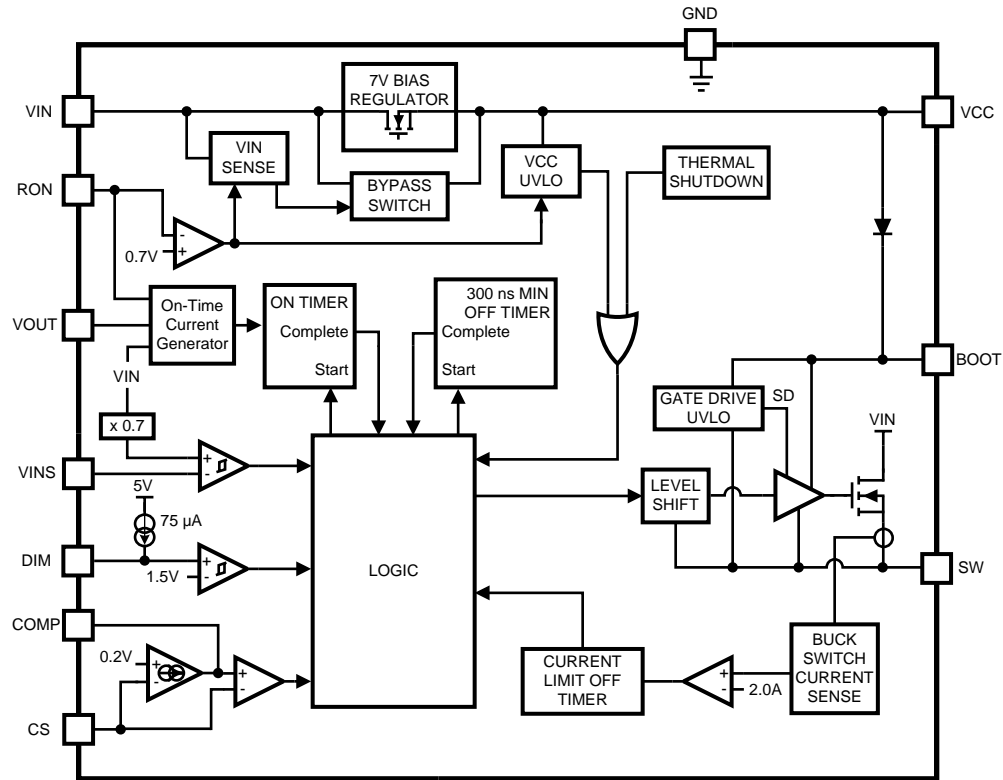 GND
7V BIAS
REGULATOR
VIN
VCC
VIN
SENSE
VCC
UVLO
THERMAL
SHUTDOWN
BYPASS
SWITCH
RON
-
+
0.7V
On-Time
Current
Generator
ON TIMER
Complete
Start
300 ns MIN
OFF TIMER
Complete
Start
VOUT
BOOT
VIN
x 0.7
GATE DRIVE
UVLO
SD
VIN
VINS
+
-
5V
75 µA
LEVEL
SHIFT
DIM
+
-
1.5V
LOGIC
SW
COMP
0.2V
+
-
+
-
CURRENT
LIMIT OFF
TIMER
+
-
2.0A
BUCK
SWITCH
CURRENT
SENSE
CS